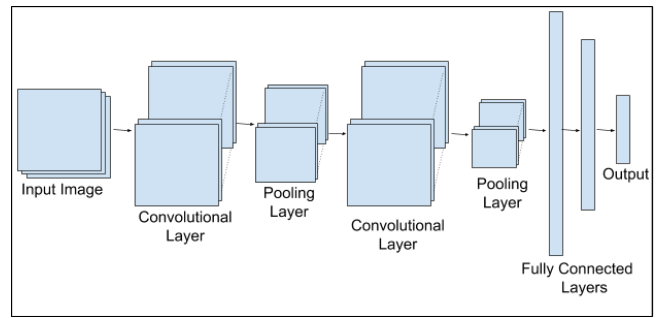 Input Image
Convolutional
Layer
Pooling
Layer
Convolutional
Layer
Pooling
Layer
Fully Connected
Layers
Output